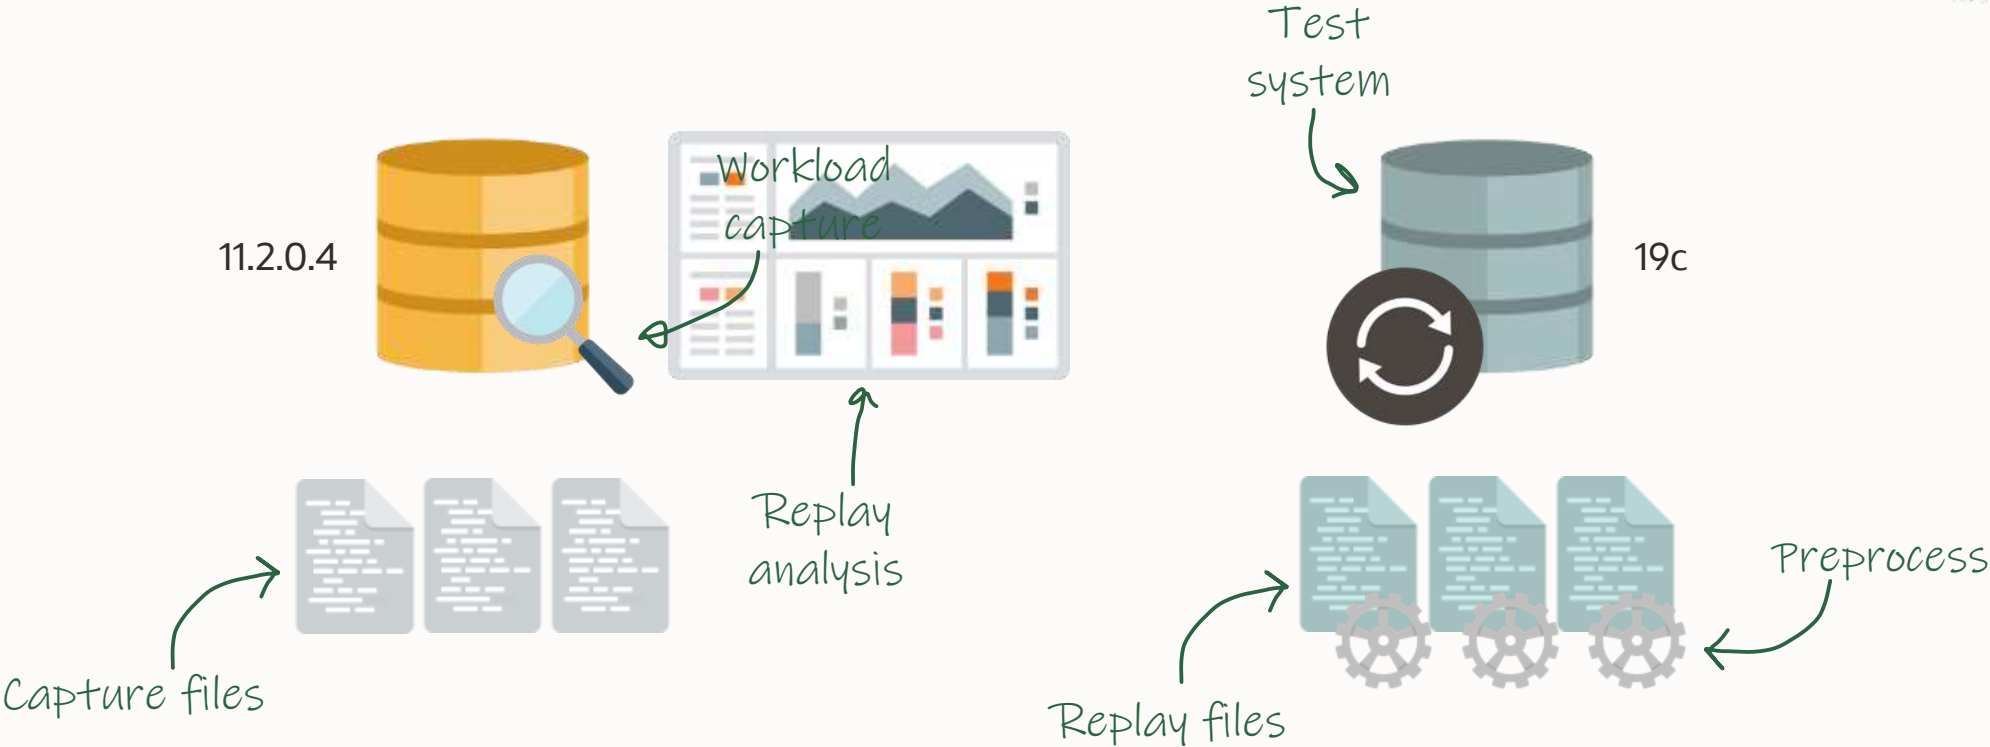 Test
system
Workload
capture
11.2.0.4
19c
Replay
analysis
Preprocess
Capture files
Replay files